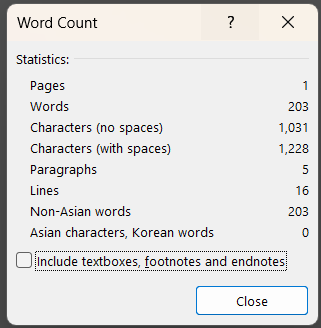 Word Count ?
Statistics:
Pages 1
Words 203
Characters (no spaces) 1,031
Characters (with spaces) 1,228
Paragraphs 5
Lines 16
Non-Asian words 203
Asian characters, Korean words 0
Include textboxes, footnotes and endnotes
Close